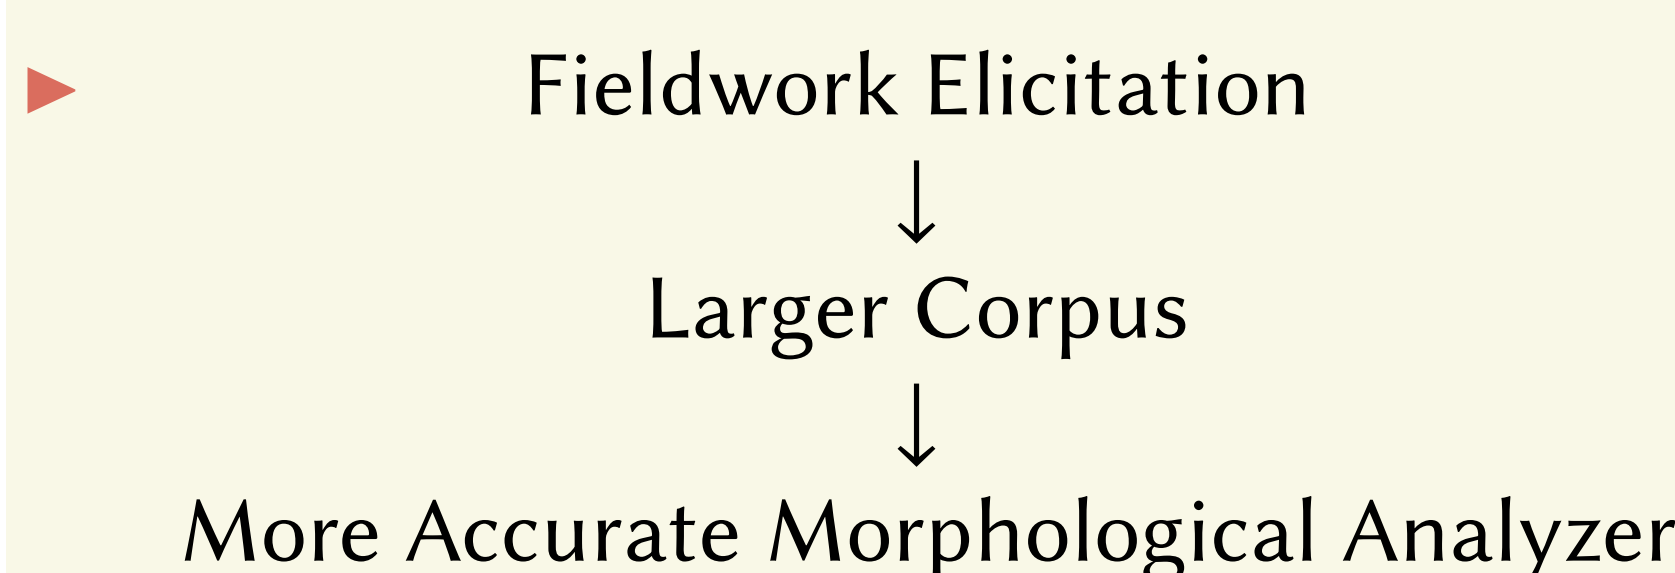 Fieldwork Elicitation
↓
Larger Corpus
↓
More Accurate Morphological Analyzer